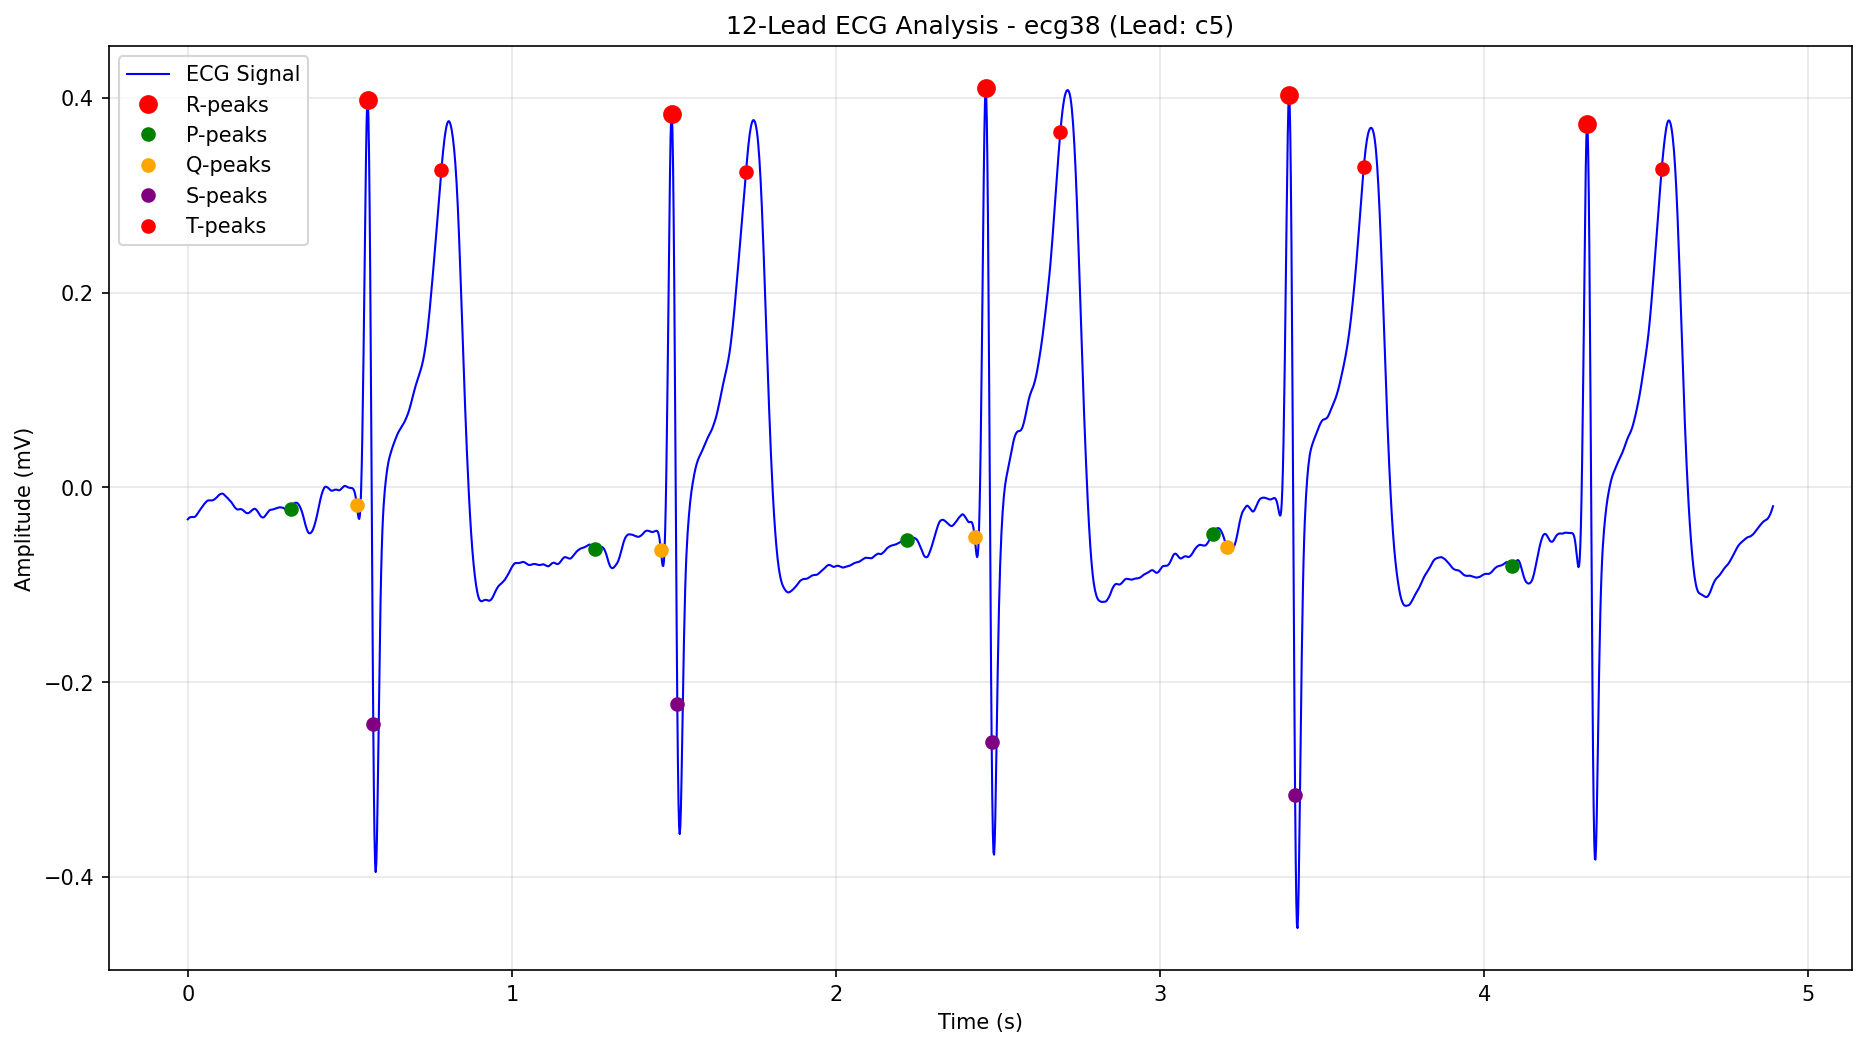 12-Lead ECG Analysis - ecg38 (Lead: c5)
ECG Signal
R-peaks
P-peaks
Q-peaks
S-peaks
T-peaks
Amplitude (mV)
0.4
0.2
0.0
−0.2
−0.4
0 1 2 3 4 5
Time (s)